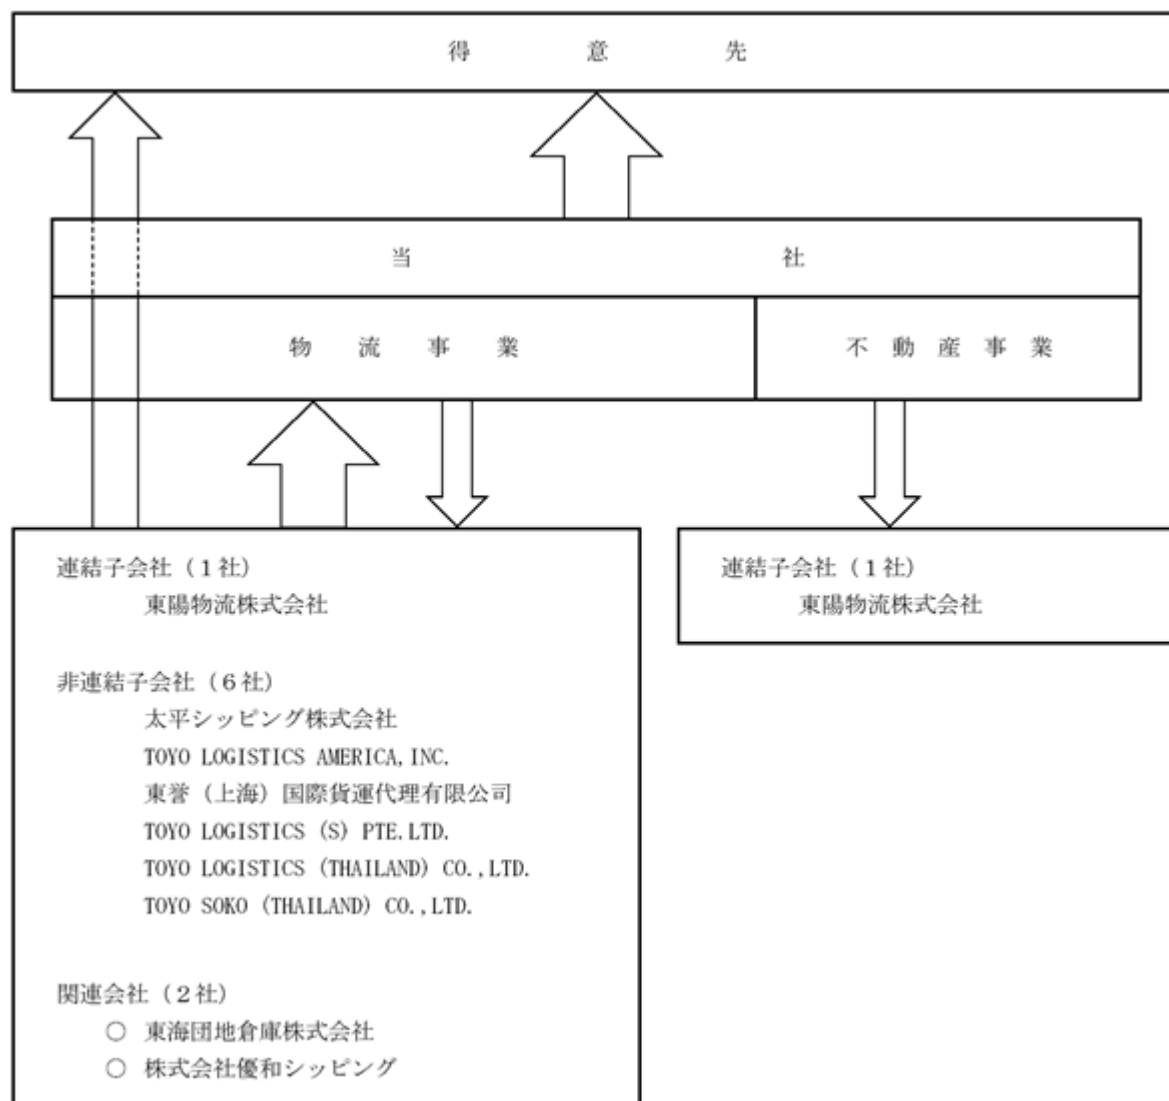 得意先
当社
物流事業
不動産事業
連結子会社（１社）
東陽物流株式会社
非連結子会社（６社）
太平シッピング株式会社
TOYO LOGISTICS AMERICA,INC.
東誉（上海）国際貨運代理有限公司
TOYO LOGISTICS (S) PTE.LTD.
TOYO LOGISTICS (THAILAND) CO.,LTD.
TOYO SOKO (THAILAND) CO.,LTD.
関連会社（２社）
○ 東海団地倉庫株式会社
○ 株式会社優和シッピング
連結子会社（１社）
東陽物流株式会社